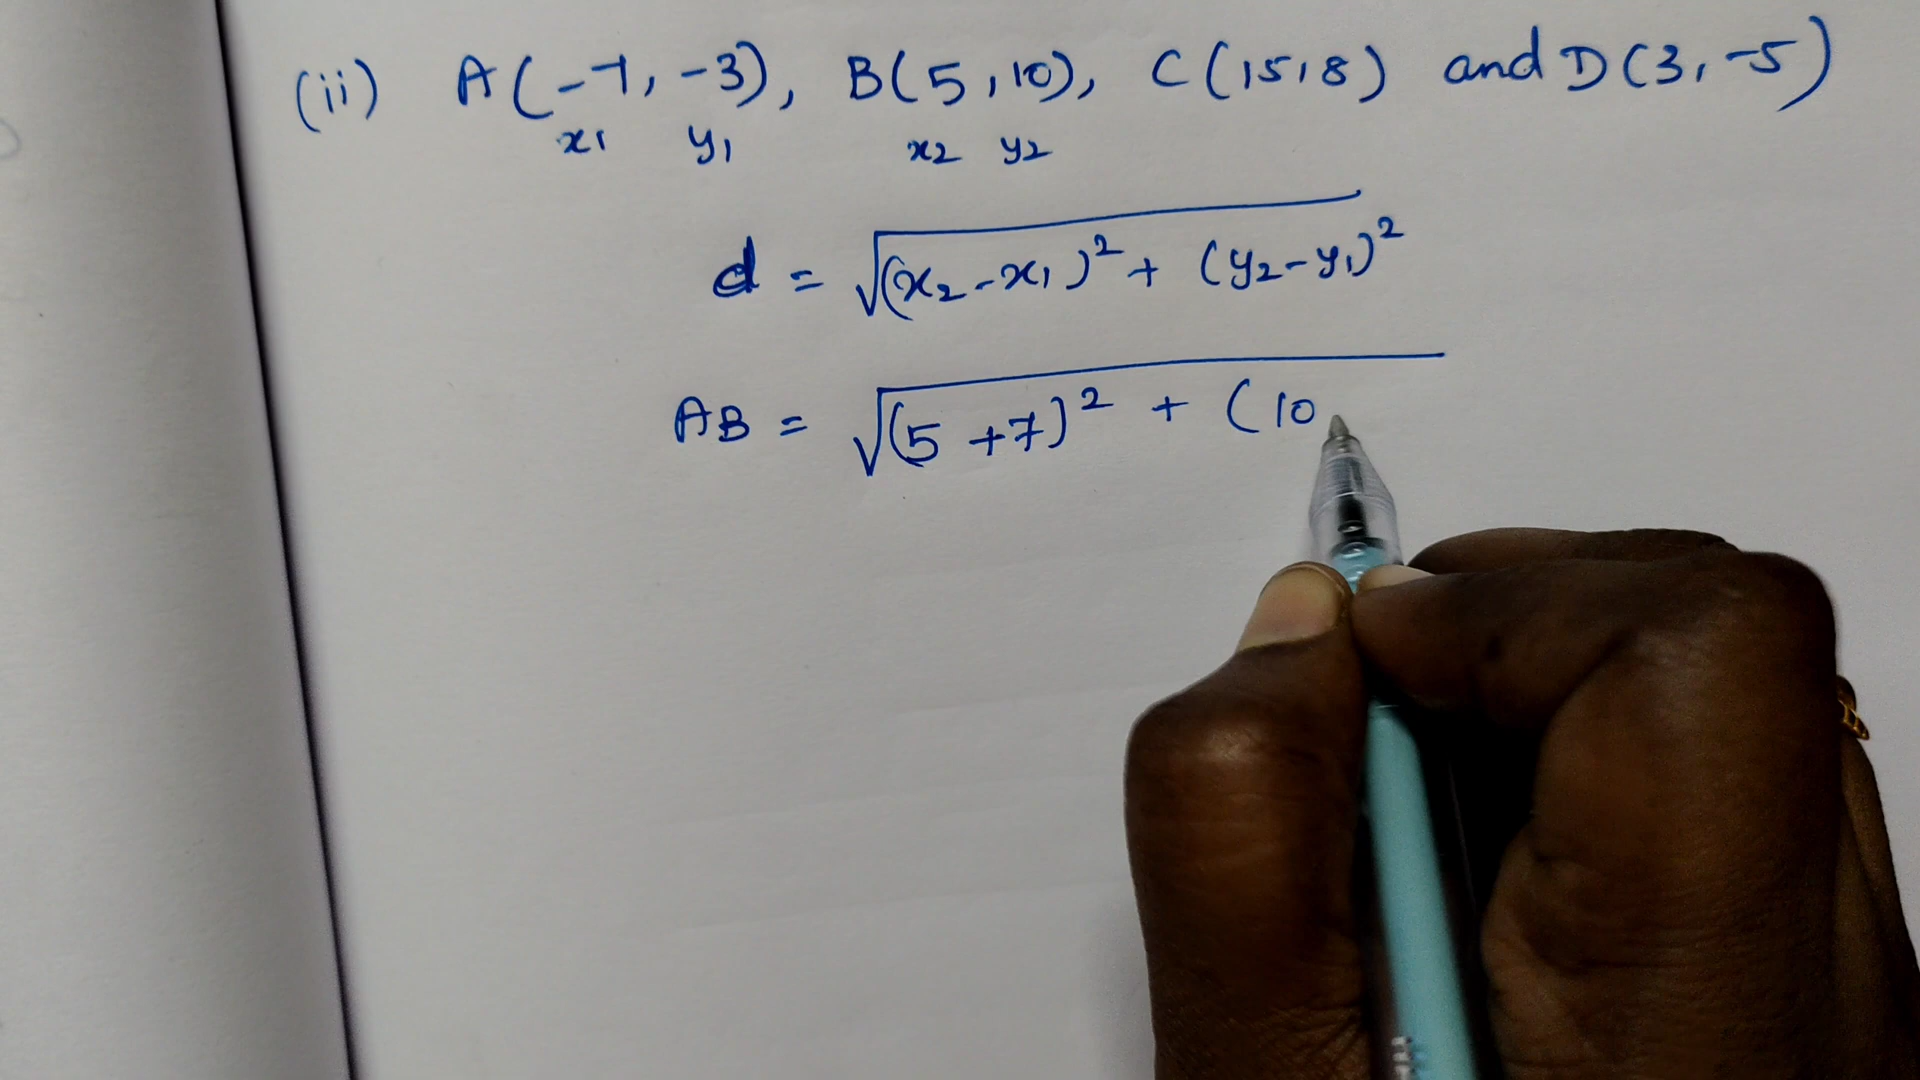 (ii) A(-7, -3), B(5, 10), C(15, 8) and D(3, -5)
x1 y1 x2 y2
d = √(x2-x1)² + (y2-y1)²
AB = √(5 +7)² + (10